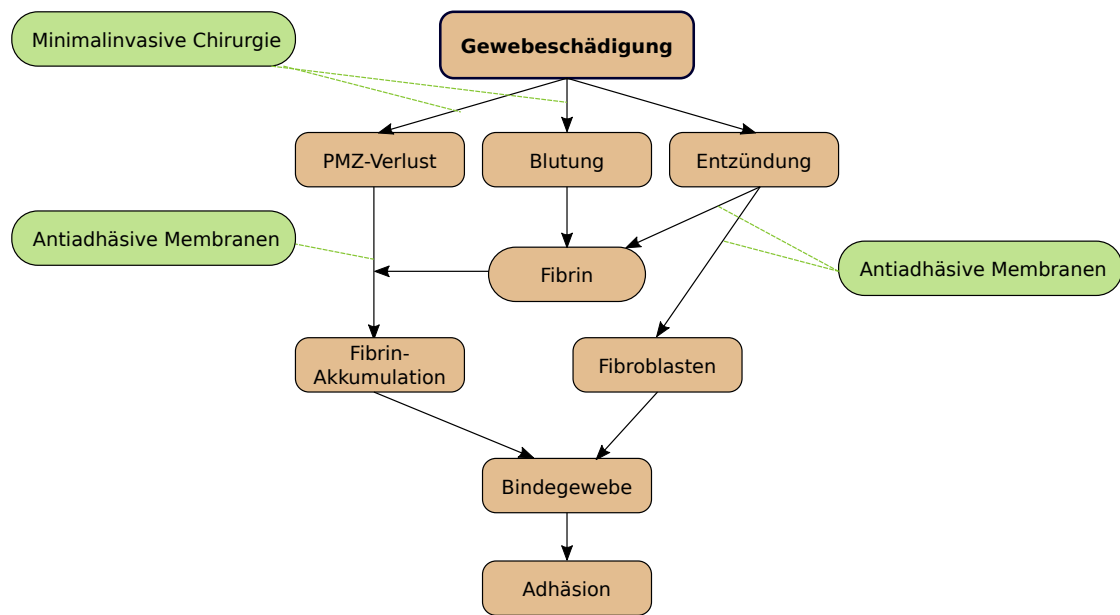 Minimalinvasive Chirurgie
Gewebeschädigung
PMZ-Verlust
Blutung
Entzündung
Antiadhäsive Membranen
Fibrin
Antiadhäsive Membranen
Fibrin-
Akkumulation
Fibroblasten
Bindegewebe
Adhäsion